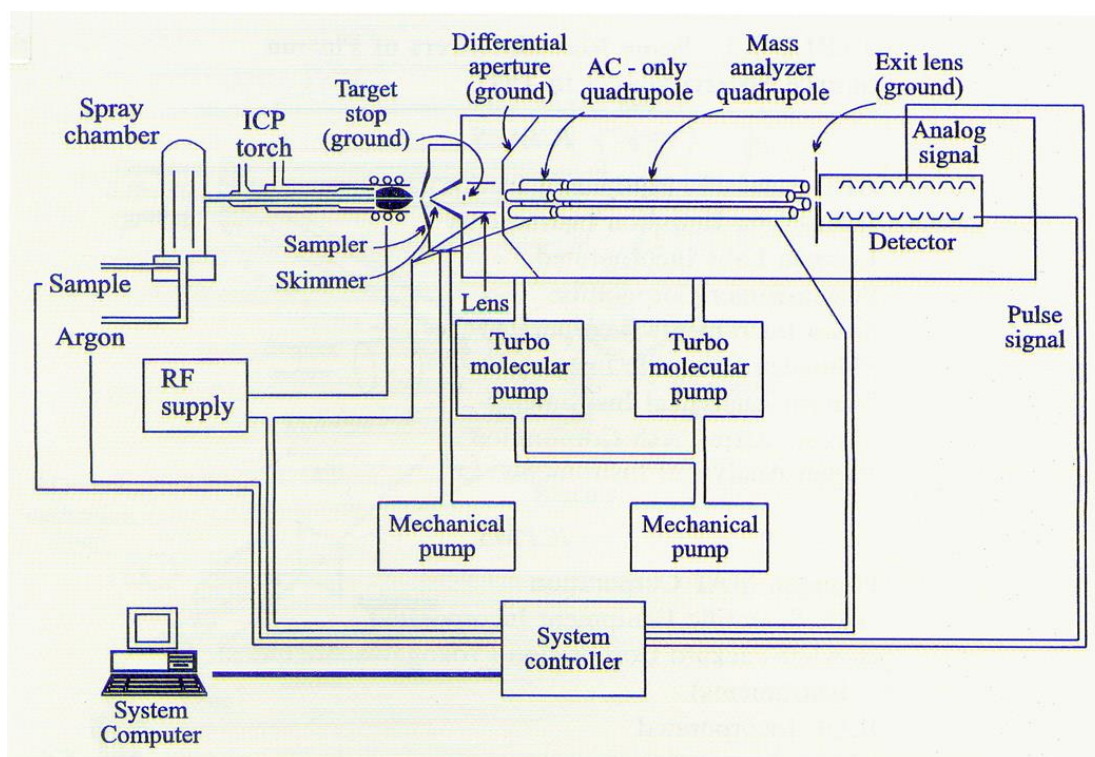 Spray
chamber
ICP
torch
Target
stop
(ground)
Differential
aperture
(ground)
AC - only
quadrupole
Mass
analyzer
quadrupole
Exit lens
(ground)
Analog
signal
Sampler
Skimmer
Lens
Detector
Sample
Argon
RF
supply
Turbo
molecular
pump
Turbo
molecular
pump
Pulse
signal
Mechanical
pump
Mechanical
pump
System
controller
System
Computer